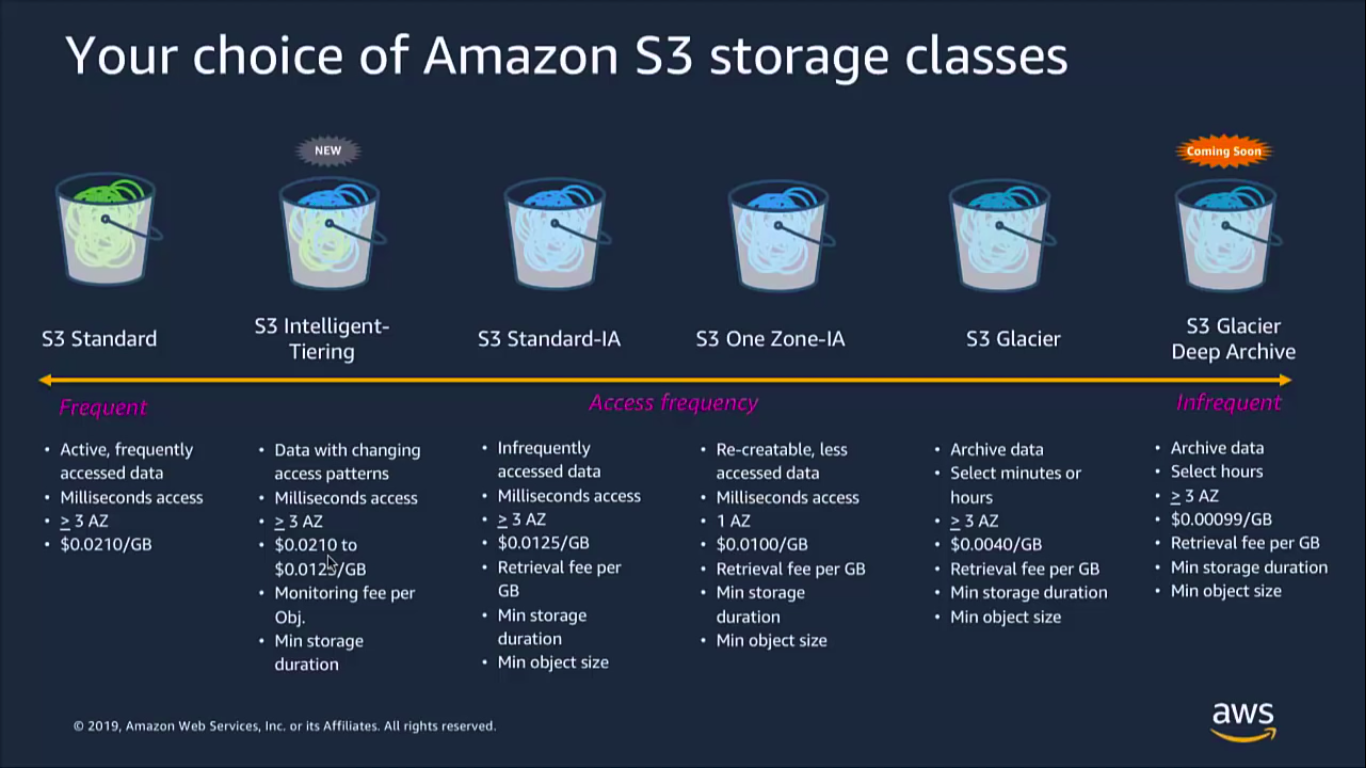 Your choice of Amazon S3 storage classes
NEW
Coming Soon
S3 Standard
S3 Intelligent-
Tiering
S3 Standard-IA
S3 One Zone-IA
S3 Glacier
S3 Glacier
Deep Archive
Frequent
Access frequency
Infrequent
• Active, frequently
accessed data
• Milliseconds access
• ≥ 3 AZ
• $0.0210/GB
• Data with changing
access patterns
• Milliseconds access
• ≥ 3 AZ
• $0.0210 to
$0.0125/GB
• Monitoring fee per
Obj.
• Min storage
duration
• Infrequently
accessed data
• Milliseconds access
• ≥ 3 AZ
• $0.0125/GB
• Retrieval fee per
GB
• Min storage
duration
• Min object size
• Re-creatable, less
accessed data
• Milliseconds access
• 1 AZ
• $0.0100/GB
• Retrieval fee per GB
• Min storage
duration
• Min object size
• Archive data
• Select minutes or
hours
• ≥ 3 AZ
• $0.0040/GB
• Retrieval fee per GB
• Min storage duration
• Min object size
• Archive data
• Select hours
• ≥ 3 AZ
• $0.00099/GB
• Retrieval fee per GB
• Min storage duration
• Min object size
© 2019, Amazon Web Services, Inc. or its Affiliates. All rights reserved.
aws